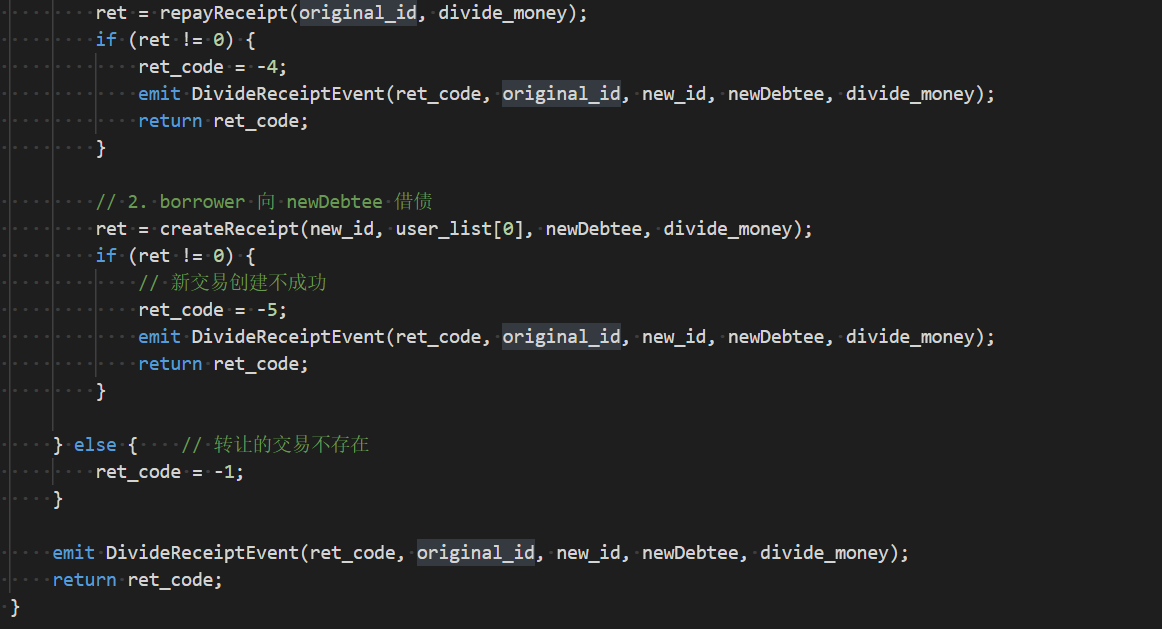 ret = repayReceipt(original_id, divide_money);
if (ret != 0) {
ret_code = -4;
emit DivideReceiptEvent(ret_code, original_id, new_id, newDebtee, divide_money);
return ret_code;
}
// 2. borrower 向 newDebtee 借债
ret = createReceipt(new_id, user_list[0], newDebtee, divide_money);
if (ret != 0) {
// 新交易创建不成功
ret_code = -5;
emit DivideReceiptEvent(ret_code, original_id, new_id, newDebtee, divide_money);
return ret_code;
}
} else { // 转让的交易不存在
ret_code = -1;
}
emit DivideReceiptEvent(ret_code, original_id, new_id, newDebtee, divide_money);
return ret_code;
}